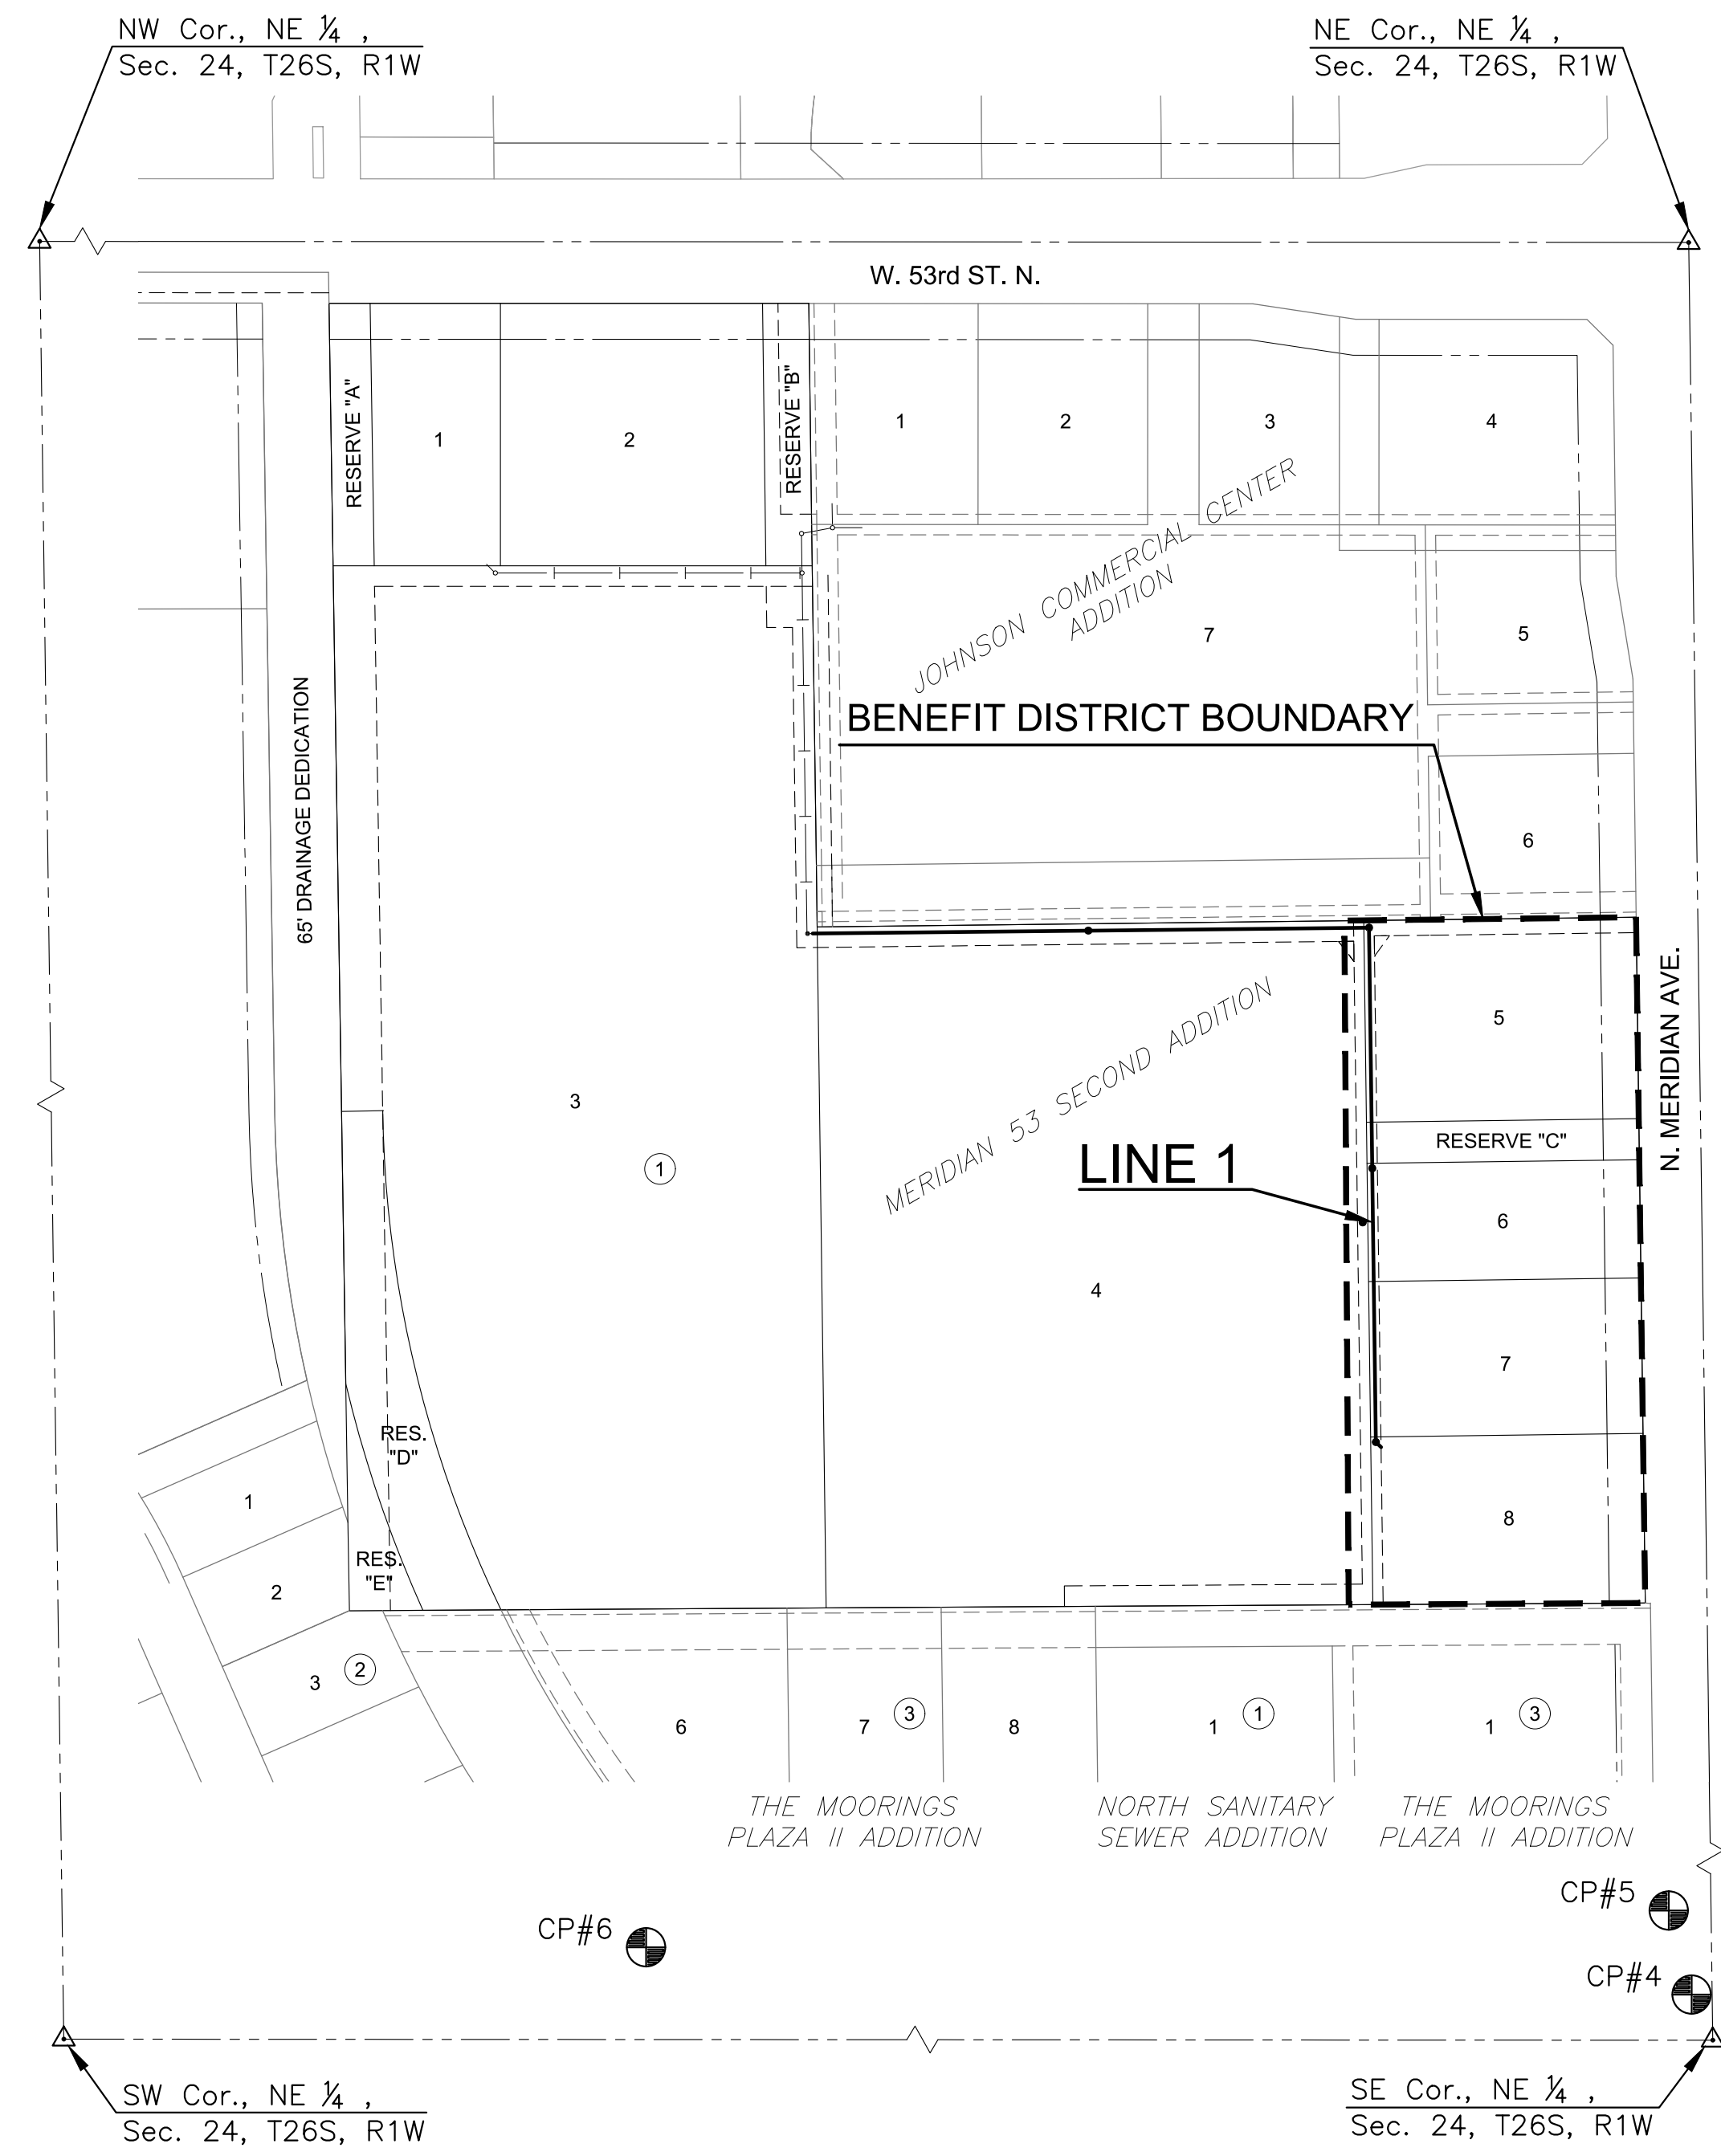 NW Cor., NE ¼ ,
Sec. 24, T26S, R1W
NE Cor., NE ¼ ,
Sec. 24, T26S, R1W
W. 53rd ST. N.
RESERVE "A"
1
2
RESERVE "B"
1
2
3
4
JOHNSON COMMERCIAL CENTER
ADDITION
7
5
65' DRAINAGE DEDICATION
BENEFIT DISTRICT BOUNDARY
6
N. MERIDIAN AVE.
5
MERIDIAN 53 SECOND ADDITION
3
1
RESERVE "C"
LINE 1
6
4
7
RES.
"D"
1
8
RES.
"E"
2
3
2
6
7
3
8
1
1
1
3
THE MOORINGS
PLAZA II ADDITION
NORTH SANITARY
SEWER ADDITION
THE MOORINGS
PLAZA II ADDITION
CP#5
CP#6
CP#4
SW Cor., NE ¼ ,
Sec. 24, T26S, R1W
SE Cor., NE ¼ ,
Sec. 24, T26S, R1W